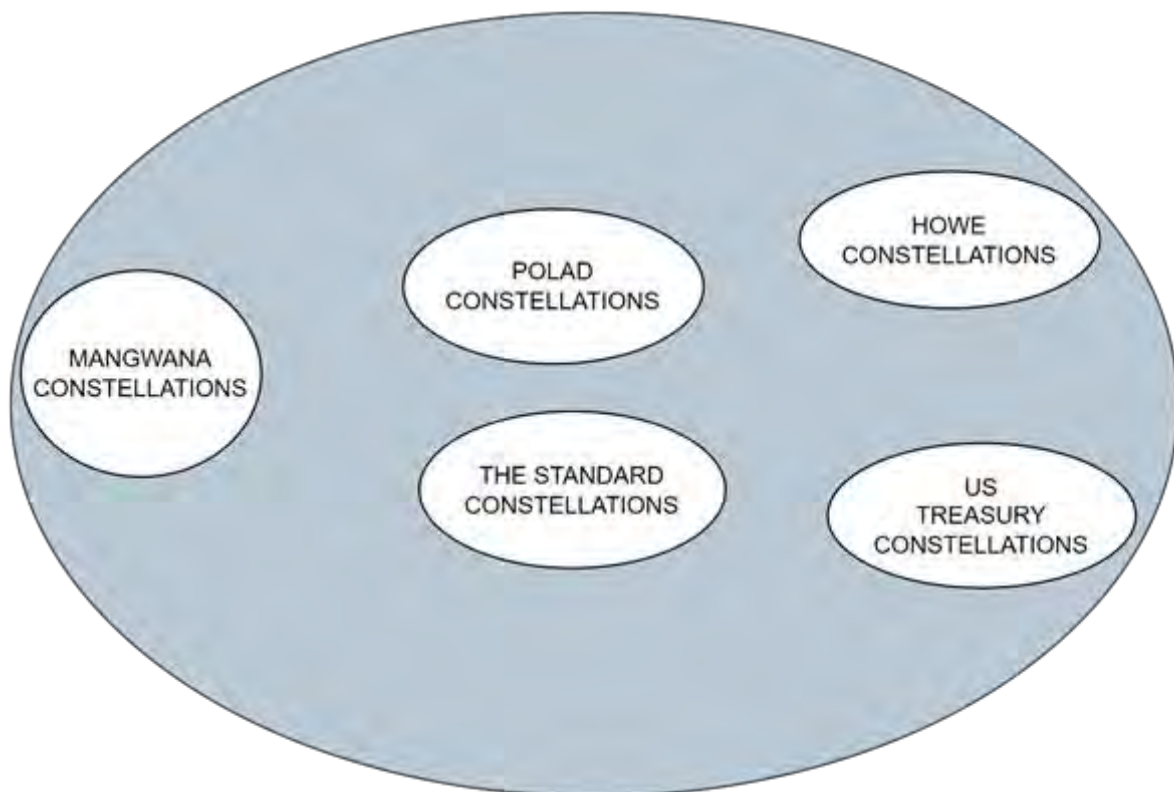 HOWE
CONSTELLATIONS
POLAD
CONSTELLATIONS
MANGWANA
CONSTELLATIONS
THE STANDARD
CONSTELLATIONS
US
TREASURY
CONSTELLATIONS